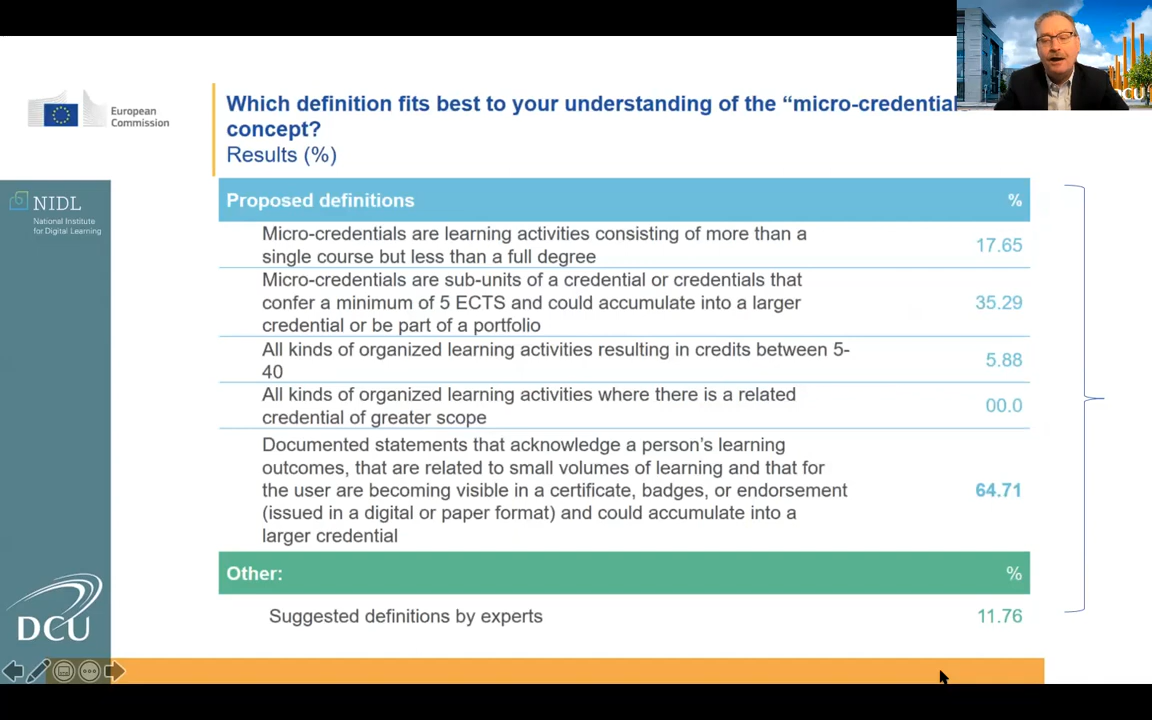 European
Commission
Which definition fits best to your understanding of the “micro-credential
concept?
Results (%)
NIDL
National Institute
for Digital Learning
Proposed definitions %
Micro-credentials are learning activities consisting of more than a
single course but less than a full degree
17.65
Micro-credentials are sub-units of a credential or credentials that
confer a minimum of 5 ECTS and could accumulate into a larger
credential or be part of a portfolio
35.29
All kinds of organized learning activities resulting in credits between 5-
40
5.88
All kinds of organized learning activities where there is a related
credential of greater scope
00.0
Documented statements that acknowledge a person’s learning
outcomes, that are related to small volumes of learning and that for
the user are becoming visible in a certificate, badges, or endorsement
(issued in a digital or paper format) and could accumulate into a
larger credential
64.71
Other: %
Suggested definitions by experts 11.76
DCU
DCU